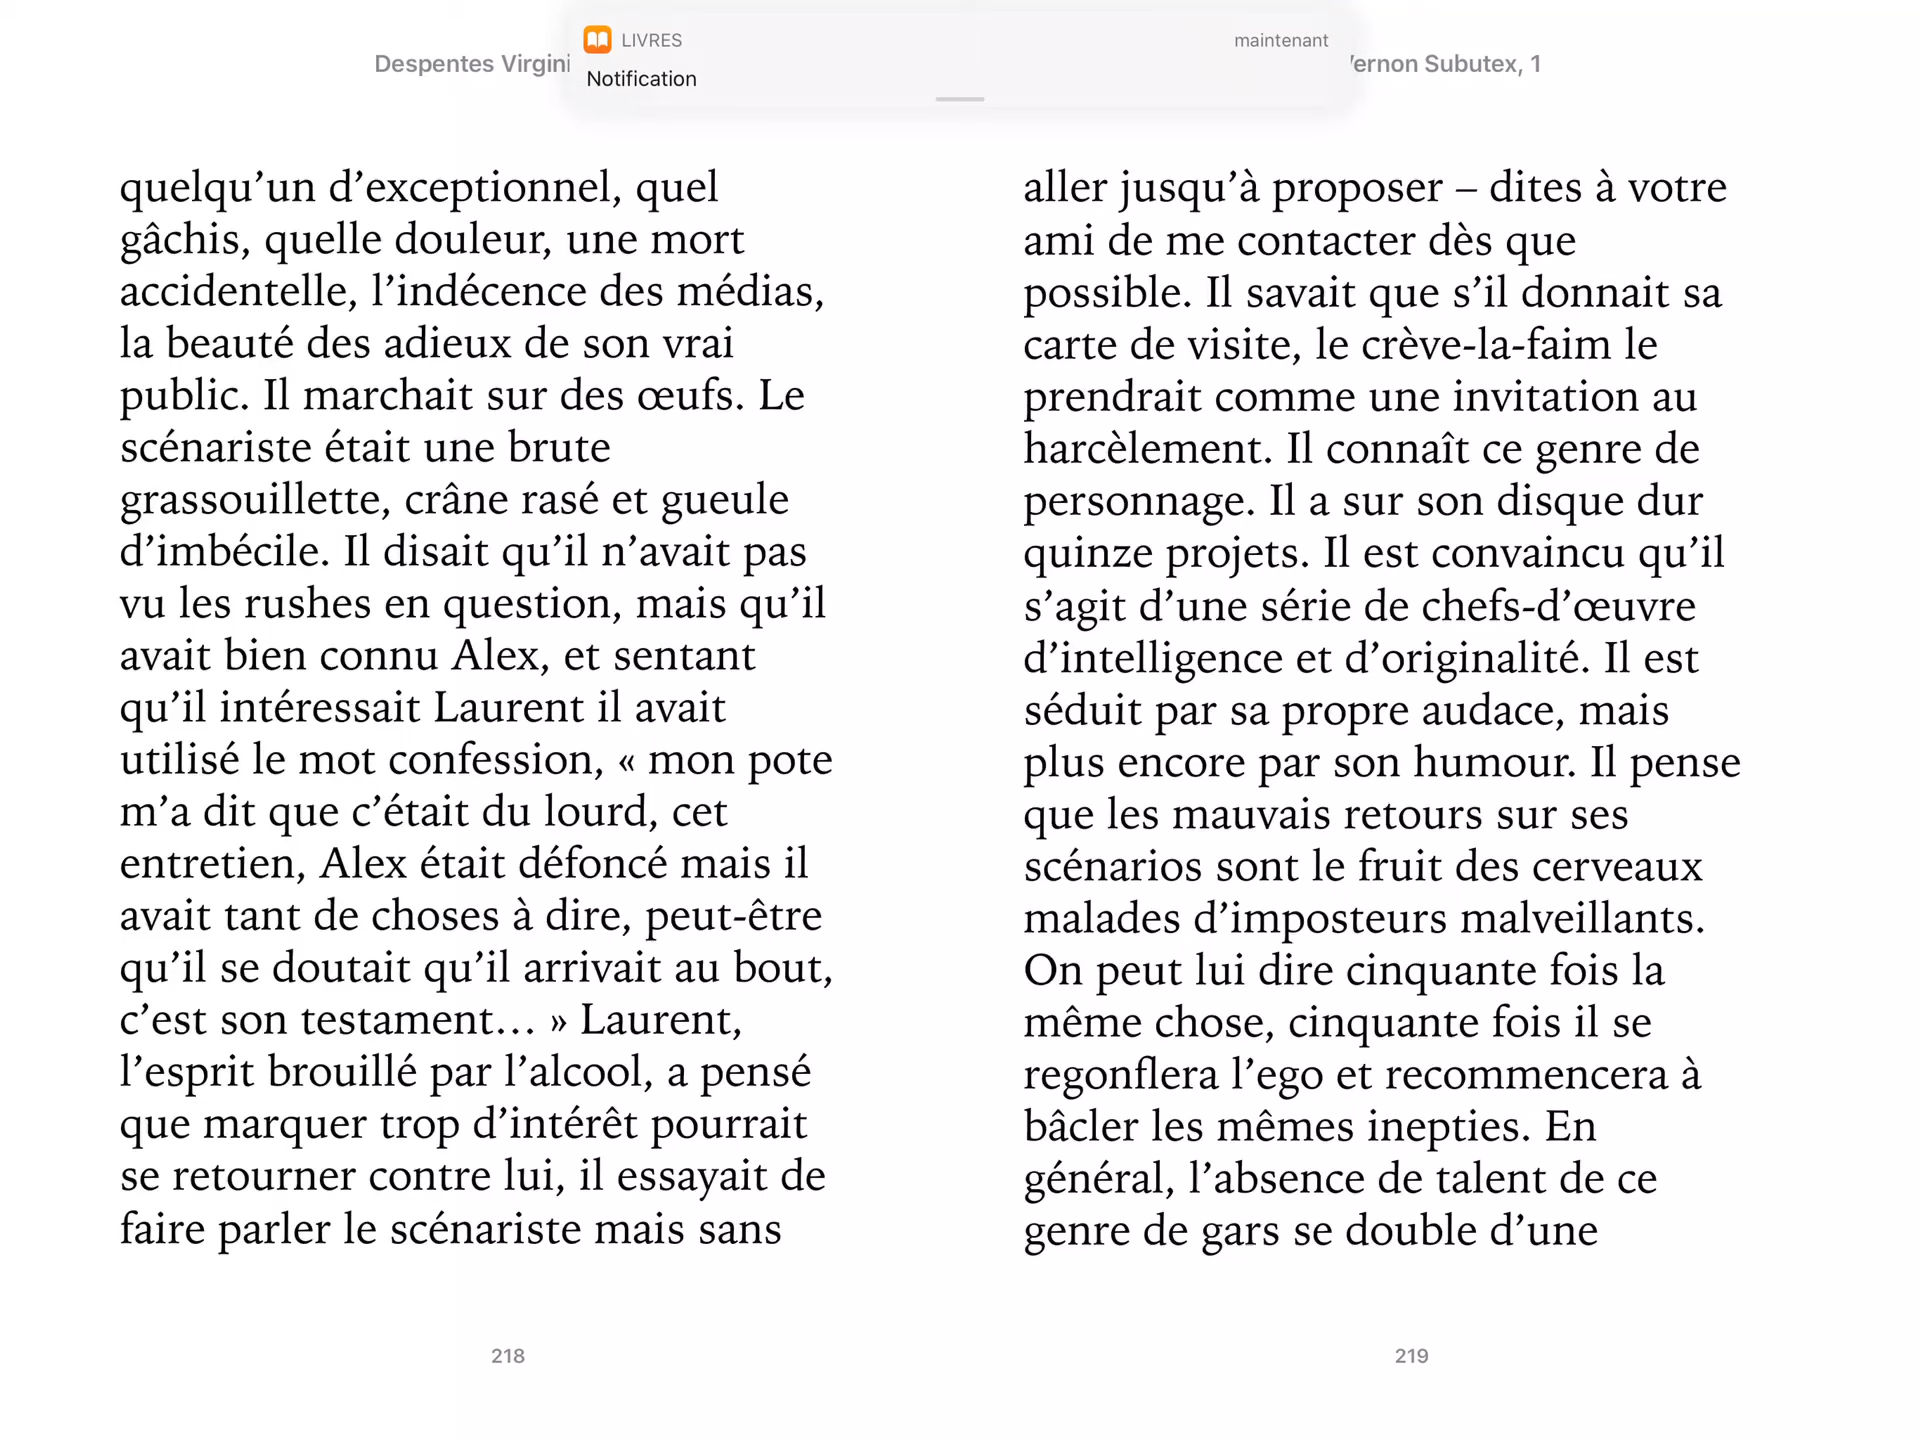 LIVRES
maintenant
Notification
Despentes Virgini
ernon Subutex, 1
quelqu’un d’exceptionnel, quel
gâchis, quelle douleur, une mort
accidentelle, l’indécence des médias,
la beauté des adieux de son vrai
public. Il marchait sur des œufs. Le
scénariste était une brute
grassouillette, crâne rasé et gueule
d’imbécile. Il disait qu’il n’avait pas
vu les rushes en question, mais qu’il
avait bien connu Alex, et sentant
qu’il intéressait Laurent il avait
utilisé le mot confession, « mon pote
m’a dit que c’était du lourd, cet
entretien, Alex était défoncé mais il
avait tant de choses à dire, peut-être
qu’il se doutait qu’il arrivait au bout,
c’est son testament… » Laurent,
l’esprit brouillé par l’alcool, a pensé
que marquer trop d’intérêt pourrait
se retourner contre lui, il essayait de
faire parler le scénariste mais sans
218
aller jusqu’à proposer – dites à votre
ami de me contacter dès que
possible. Il savait que s’il donnait sa
carte de visite, le crève-la-faim le
prendrait comme une invitation au
harcèlement. Il connaît ce genre de
personnage. Il a sur son disque dur
quinze projets. Il est convaincu qu’il
s’agit d’une série de chefs-d’œuvre
d’intelligence et d’originalité. Il est
séduit par sa propre audace, mais
plus encore par son humour. Il pense
que les mauvais retours sur ses
scénarios sont le fruit des cerveaux
malades d’imposteurs malveillants.
On peut lui dire cinquante fois la
même chose, cinquante fois il se
regonflera l’ego et recommencera à
bâcler les mêmes inepties. En
général, l’absence de talent de ce
genre de gars se double d’une
219